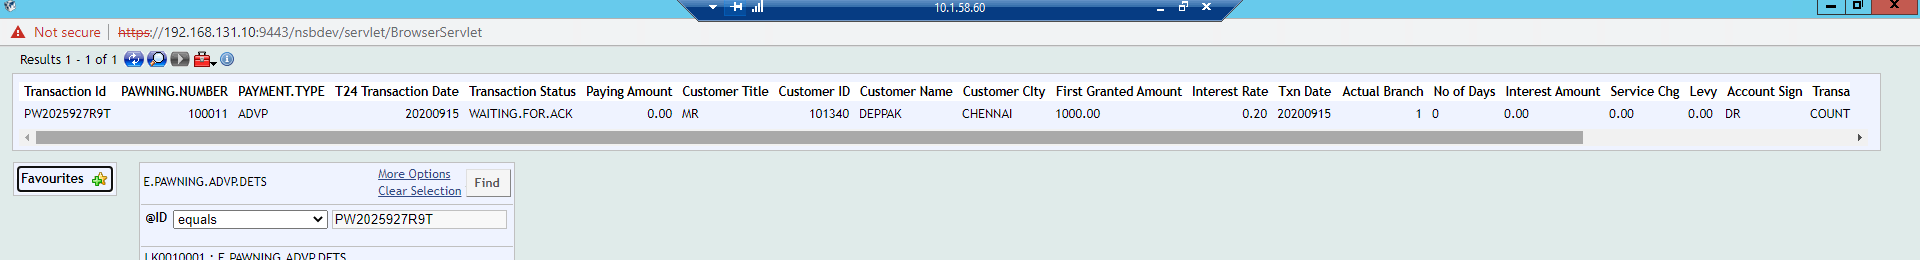 10.1.58.60
Not secure | https://192.168.131.10:9443/nsbdev/servlet/BrowserServlet
Results 1 - 1 of 1
Transaction Id PAWNING.NUMBER PAYMENT.TYPE T24 Transaction Date Transaction Status Paying Amount Customer Title Customer ID Customer Name Customer CIty First Granted Amount Interest Rate Txn Date Actual Branch No of Days Interest Amount Service Chg Levy Account Sign Transa
PW2025927R9T 100011 ADVP 20200915 WAITING.FOR.ACK 0.00 MR 101340 DEPPAK CHENNAI 1000.00 0.20 20200915 1 0 0.00 0.00 0.00 DR COUNT
Favourites
E.PAWNING.ADVP.DETS
More Options
Clear Selection
Find
@ID equals PW2025927R9T
LK0010001 : E.PAWNING.ADVP.DETS